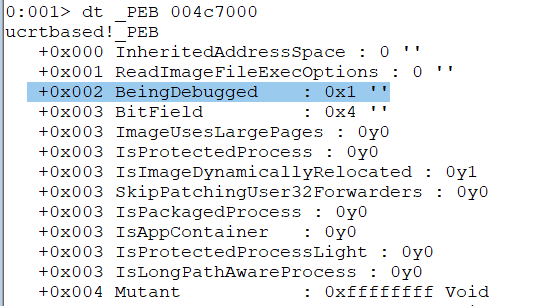 0:001> dt _PEB 004c7000
ucrtbased!_PEB
+0x000 InheritedAddressSpace : 0 ''
+0x001 ReadImageFileExecOptions : 0 ''
+0x002 BeingDebugged    : 0x1 ''
+0x003 BitField         : 0x4 ''
+0x003 ImageUsesLargePages : 0y0
+0x003 IsProtectedProcess : 0y0
+0x003 IsImageDynamicallyRelocated : 0y1
+0x003 SkipPatchingUser32Forwarders : 0y0
+0x003 IsPackagedProcess : 0y0
+0x003 IsAppContainer   : 0y0
+0x003 IsProtectedProcessLight : 0y0
+0x003 IsLongPathAwareProcess : 0y0
+0x004 Mutant           : 0xffffffff Void